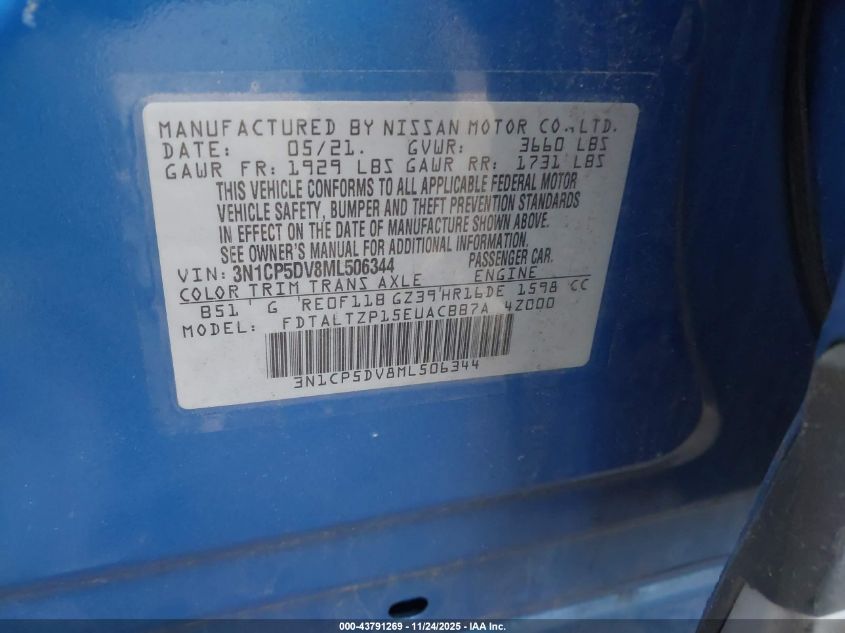 MANUFACTURED BY NISSAN MOTOR CO., LTD.
DATE: 05/21. GVWR: 3660 LBS
GAWR FR: 1929 LBS GAWR RR: 1731 LBS
THIS VEHICLE CONFORMS TO ALL APPLICABLE FEDERAL MOTOR
VEHICLE SAFETY, BUMPER AND THEFT PREVENTION STANDARDS
IN EFFECT ON THE DATE OF MANUFACTURE SHOWN ABOVE.
SEE OWNER'S MANUAL FOR ADDITIONAL INFORMATION.
VIN: 3N1CP5DV8ML506344 PASSENGER CAR.
COLOR TRIM TRANS AXLE ENGINE
B51 ' G ' RE0F11B GZ39'HR16DE 1598 CC
MODEL: FDTALTZP15EUACBB7A 4Z000
3N1CP5DV8ML506344
000-43791269 - 11/24/2025 - IAA Inc.